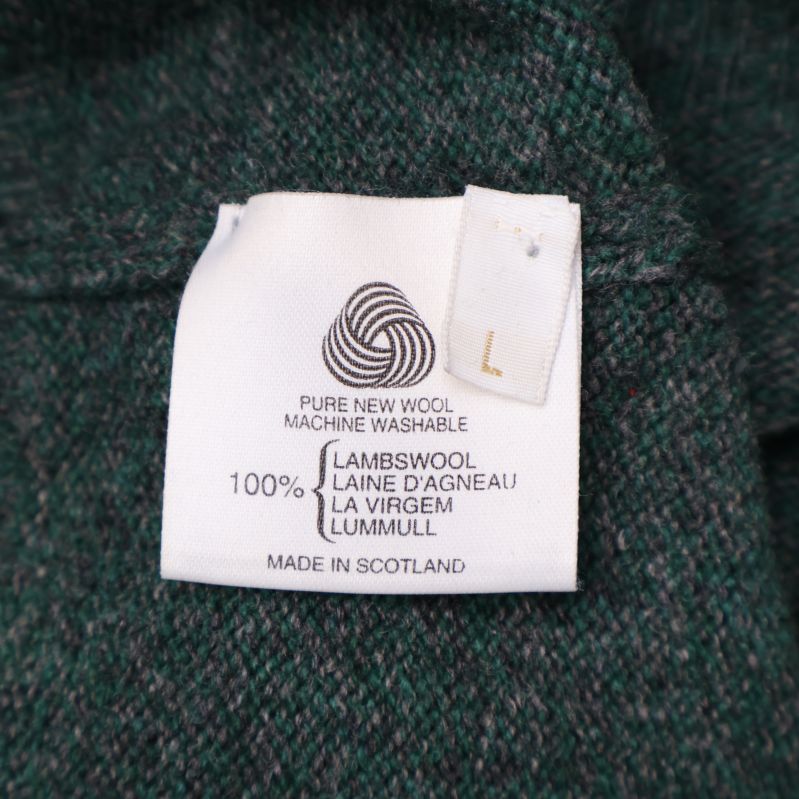 L
PURE NEW WOOL
MACHINE WASHABLE
100% { LAMBSWOOL
LAINE D'AGNEAU
LA VIRGEM
LUMMULL
MADE IN SCOTLAND